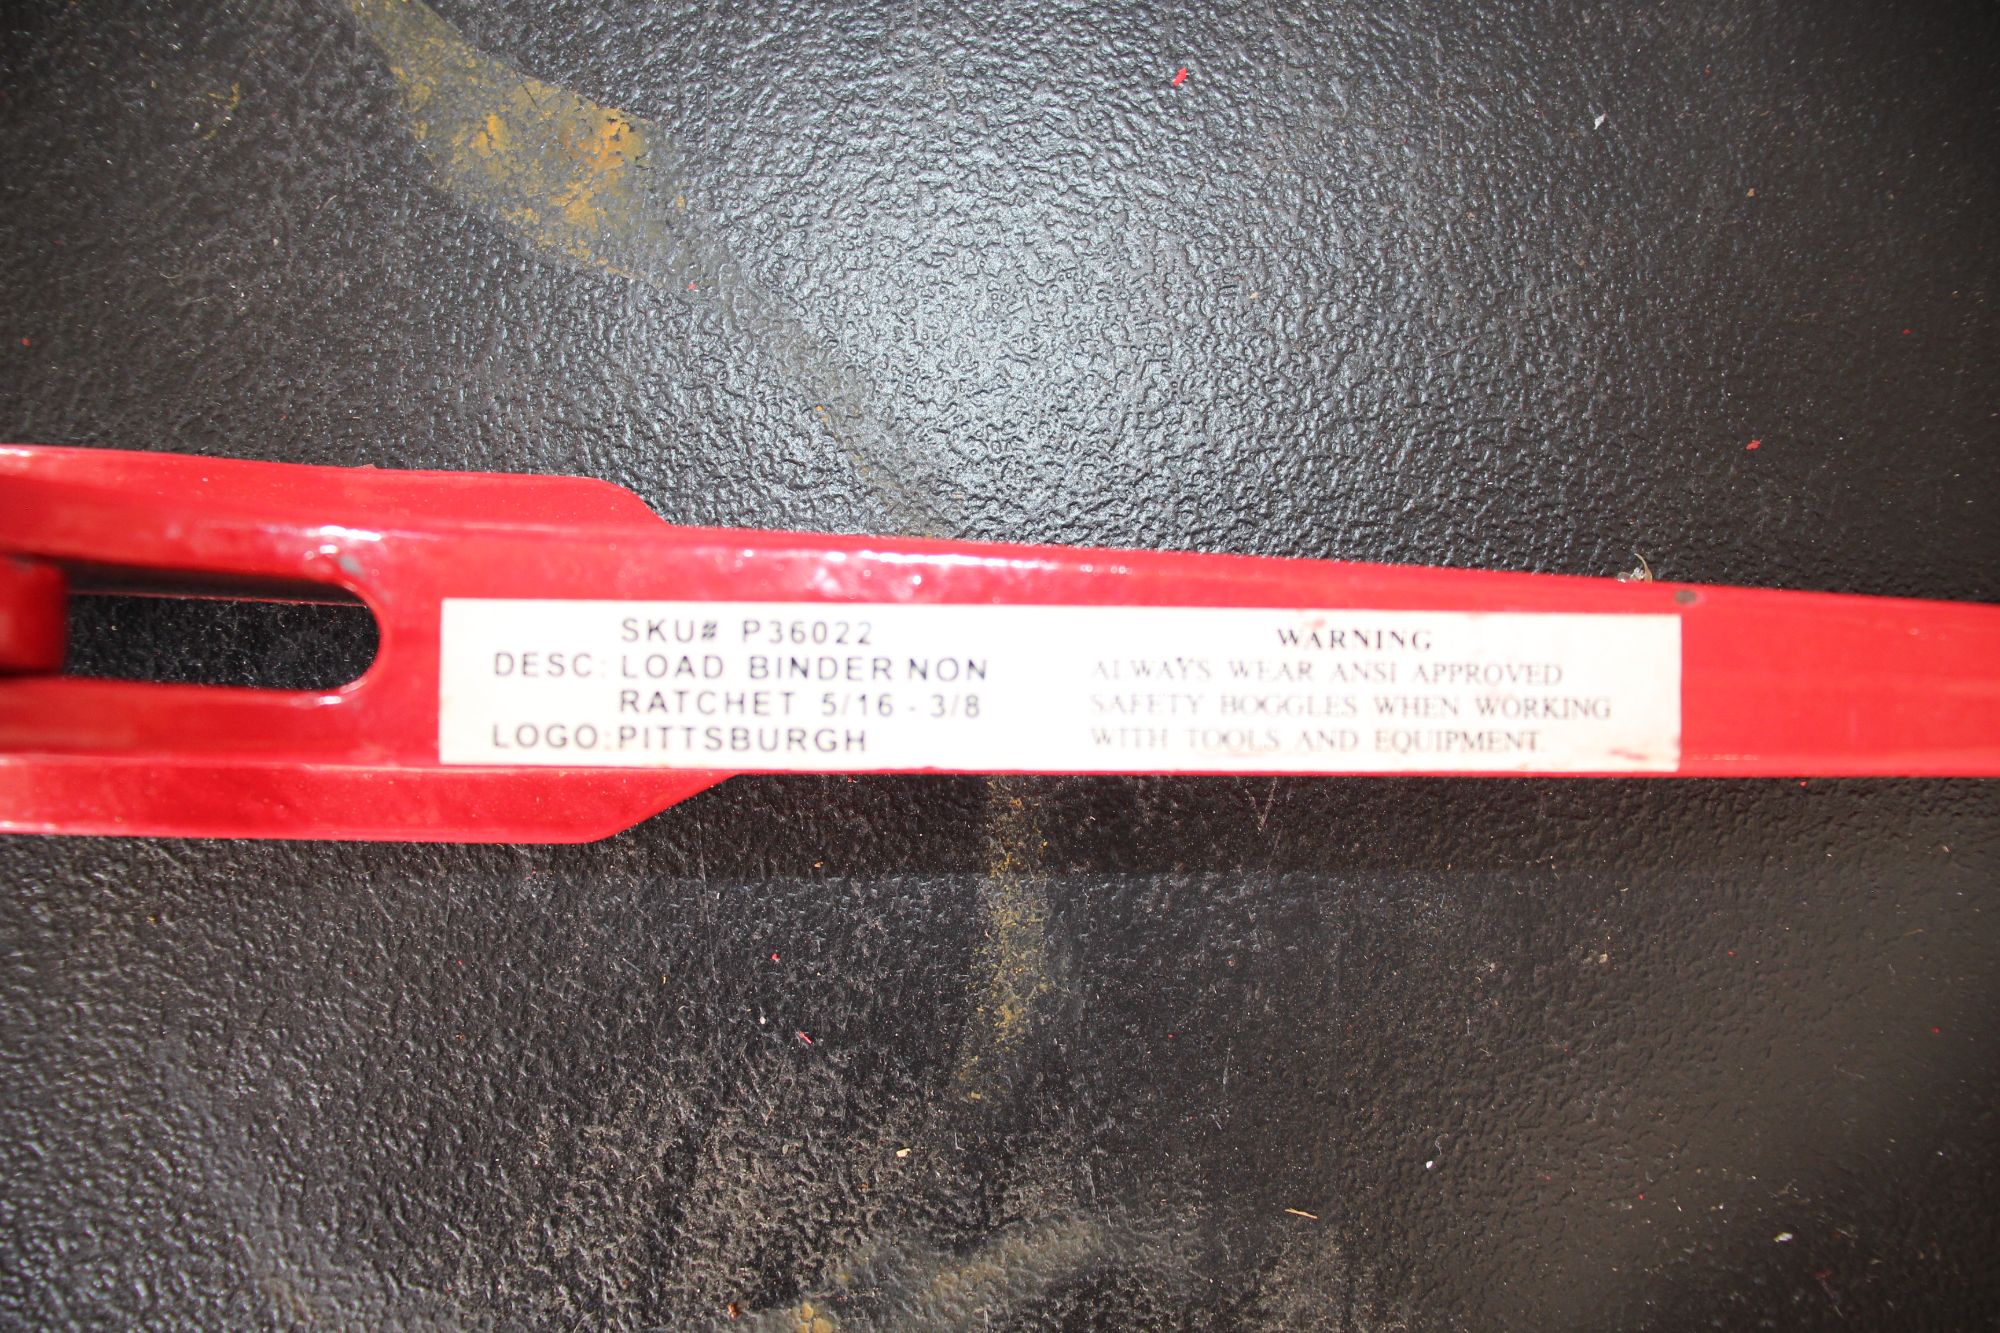 SKU# P36022
DESC: LOAD BINDER NON
RATCHET 5/16 - 3/8
LOGO: PITTSBURGH
WARNING
ALWAYS WEAR ANSI APPROVED
SAFETY BOGGLES WHEN WORKING
WITH TOOLS AND EQUIPMENT.